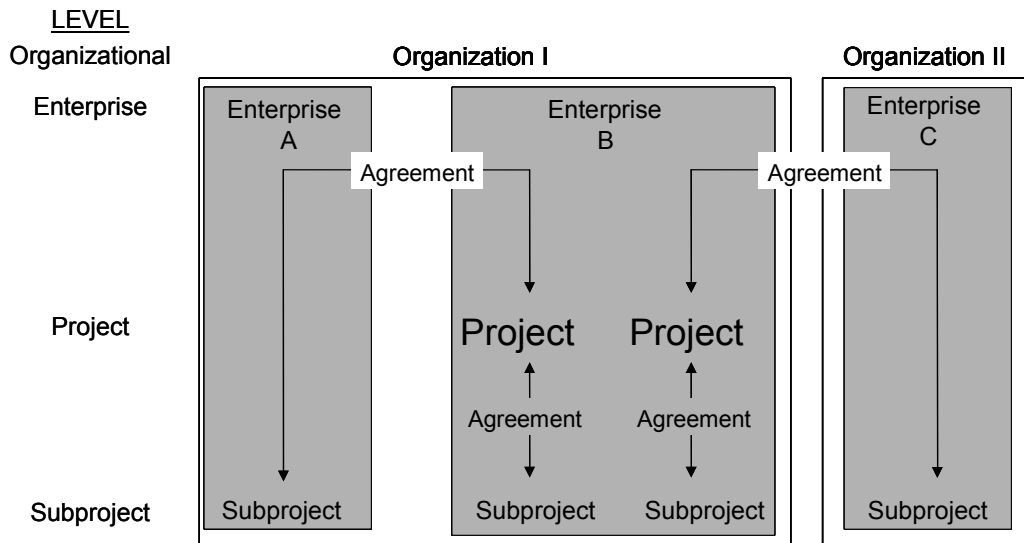 LEVEL
Organizational
Organization I
Organization II
Enterprise
Enterprise
A
Enterprise
B
Enterprise
C
Agreement
Agreement
Project
Project
Project
Agreement
Agreement
Subproject
Subproject
Subproject
Subproject
Subproject